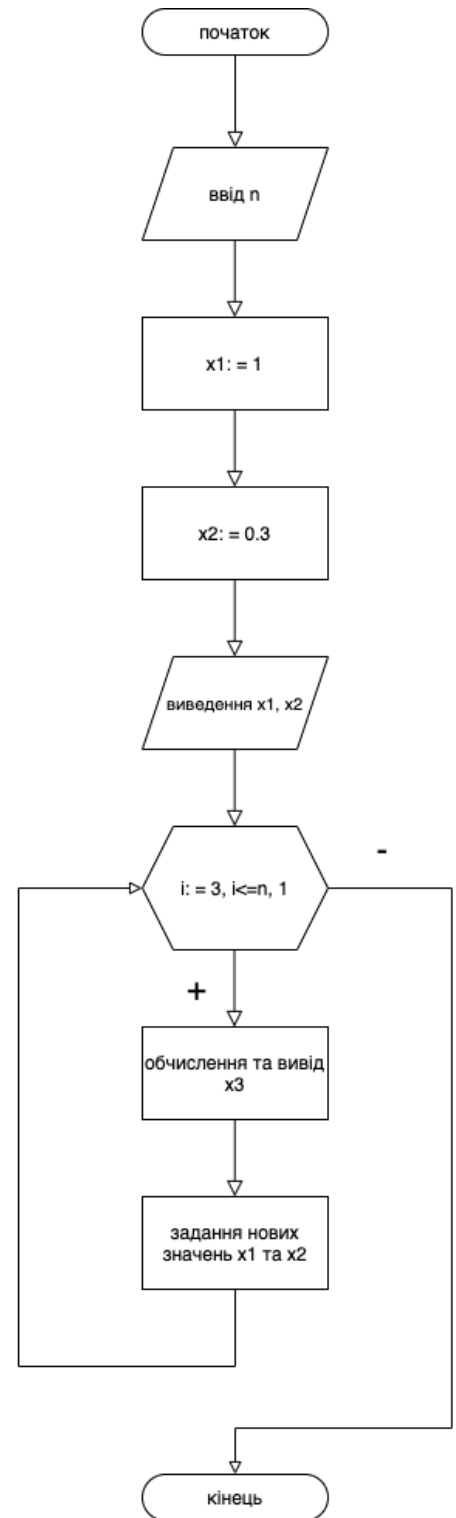 початок
ввід n
x1: = 1
x2: = 0.3
виведення x1, x2
-
i: = 3, i<=n, 1
+
обчислення та вивід
x3
задання нових
значень x1 та x2
кінець